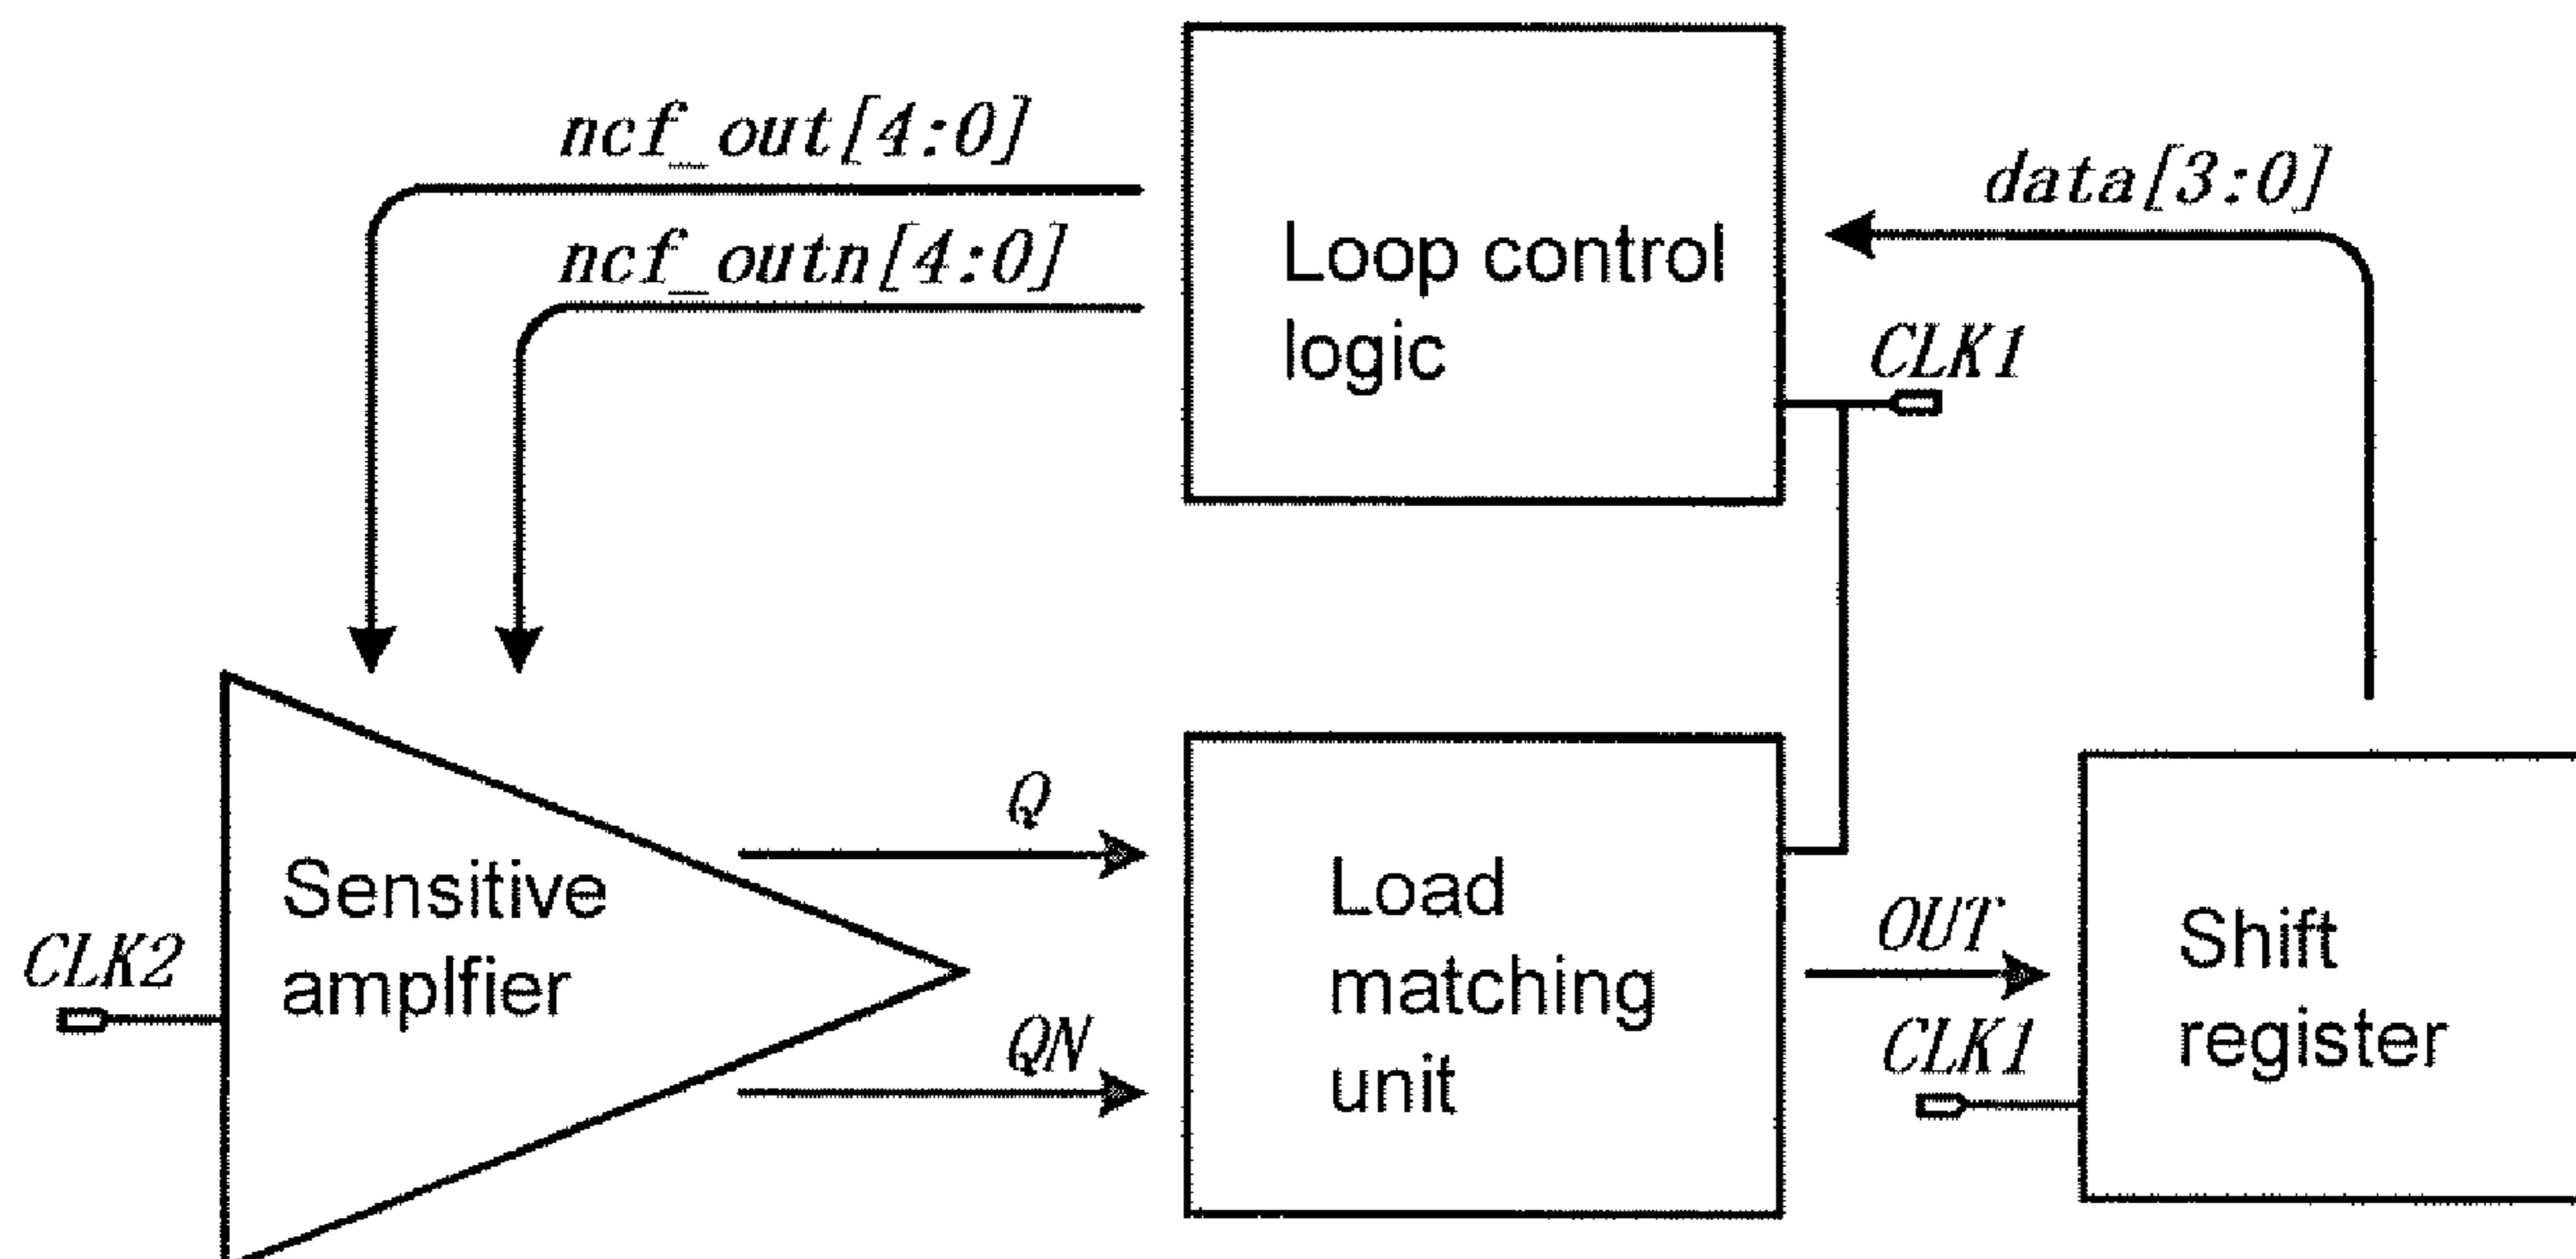 ncf_out[4:0]
data[3:0]
ncf_outn[4:0]
Loop control
logic
CLK1
Q
Sensitive
amplfier
CLK2
QN
Load
matching
unit
OUT
CLK1
Shift
register